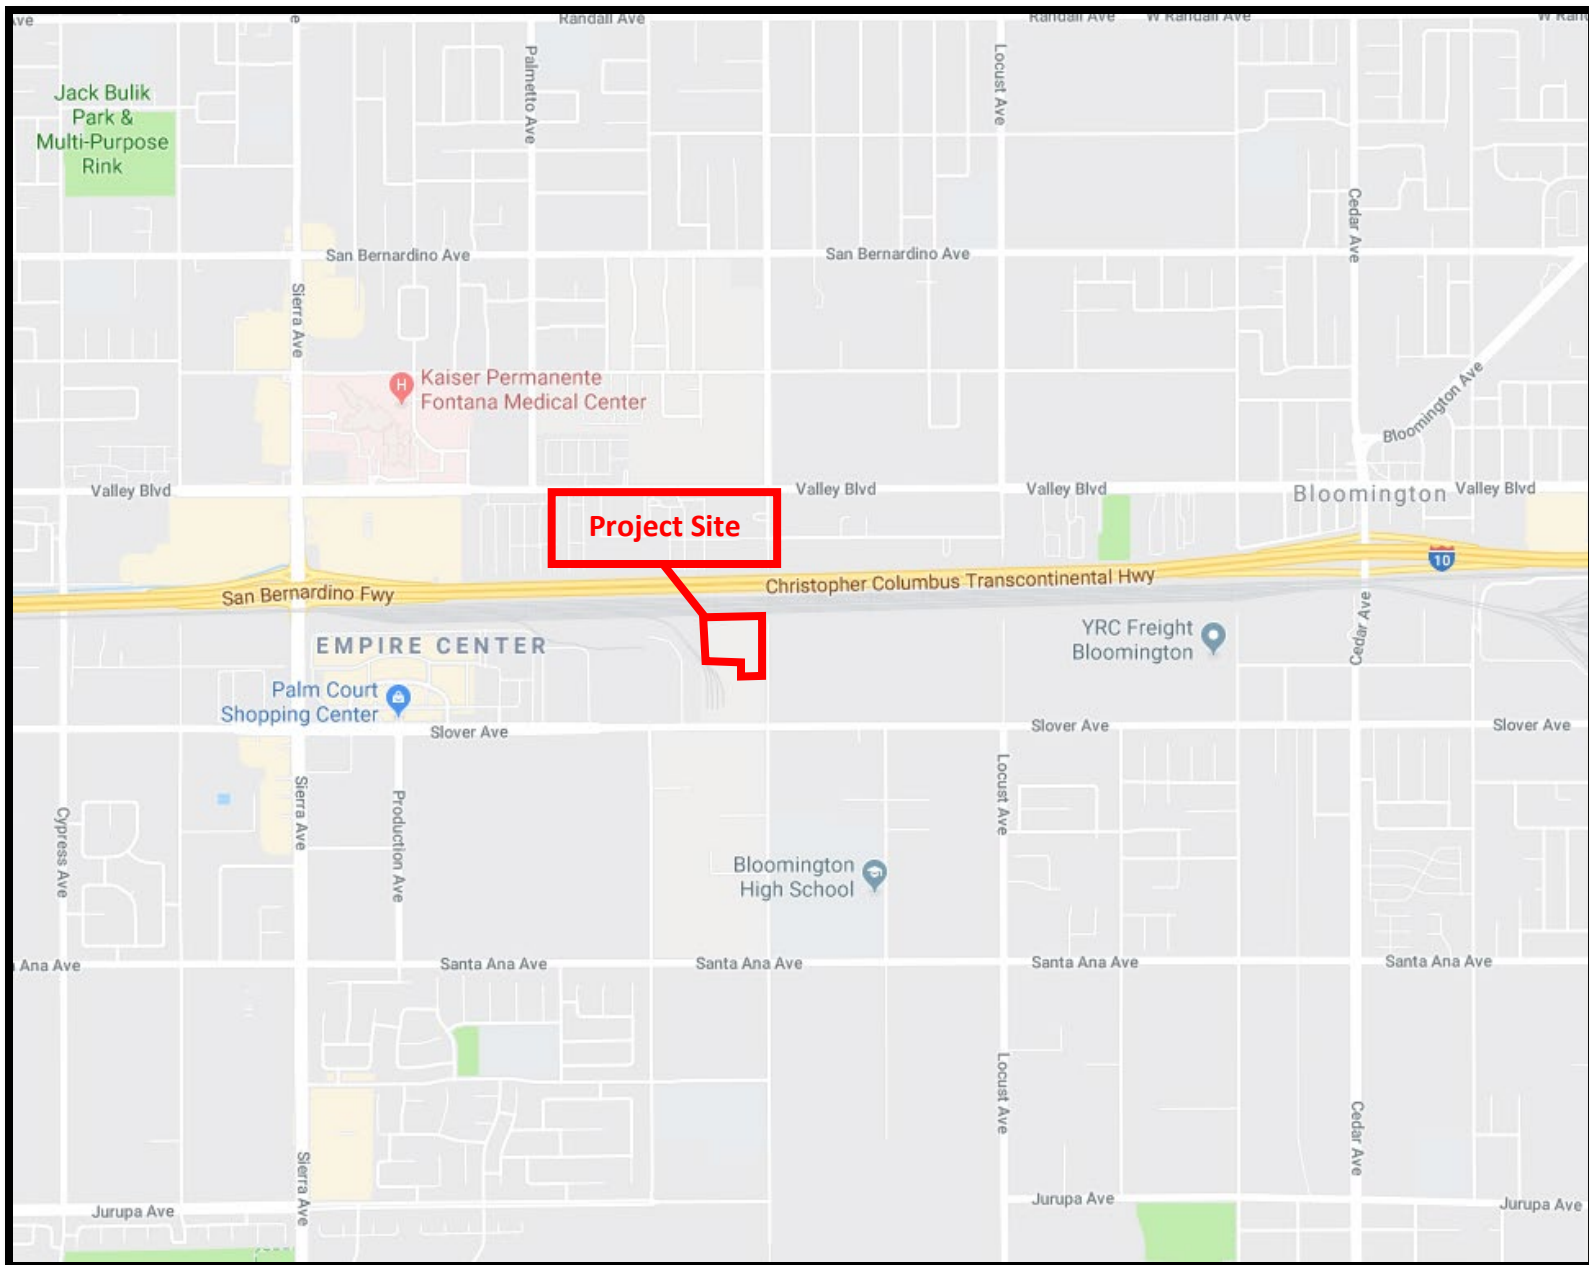 ve
e
Randall Ave
Randall Ave
W Randall Ave
W Rand
Palmetto Ave
Locust Ave
Jack Bulik
Park &
Multi-Purpose
Rink
Cedar Ave
San Bernardino Ave
San Bernardino Ave
Sierra Ave
Kaiser Permanente
Fontana Medical Center
H
Bloomington Ave
Valley Blvd
Valley Blvd
Valley Blvd
Bloomington
Valley Blvd
Project Site
10
San Bernardino Fwy
Christopher Columbus Transcontinental Hwy
EMPIRE CENTER
YRC Freight
Bloomington
Cedar Ave
Palm Court
Shopping Center
Slover Ave
Slover Ave
Slover Ave
Sierra Ave
Production Ave
Cypress Ave
Locust Ave
Bloomington
High School
Ana Ave
Santa Ana Ave
Santa Ana Ave
Santa Ana Ave
Santa Ana Ave
Locust Ave
Cedar Ave
Sierra Ave
Jurupa Ave
Jurupa Ave
Jurupa Ave